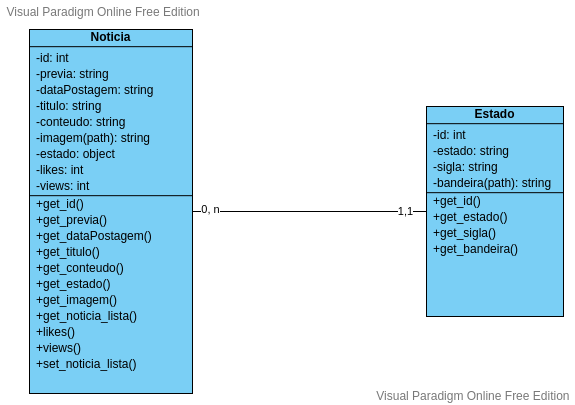 Visual Paradigm Online Free Edition
Noticia
-id: int
-previa: string
-dataPostagem: string
-titulo: string
-conteudo: string
-imagem(path): string
-estado: object
-likes: int
-views: int
+get_id()
+get_previa()
+get_dataPostagem()
+get_titulo()
+get_conteudo()
+get_estado()
+get_imagem()
+get_noticia_lista()
+likes()
+views()
+set_noticia_lista()
0, n
1,1
Estado
-id: int
-estado: string
-sigla: string
-bandeira(path): string
+get_id()
+get_estado()
+get_sigla()
+get_bandeira()
Visual Paradigm Online Free Edition